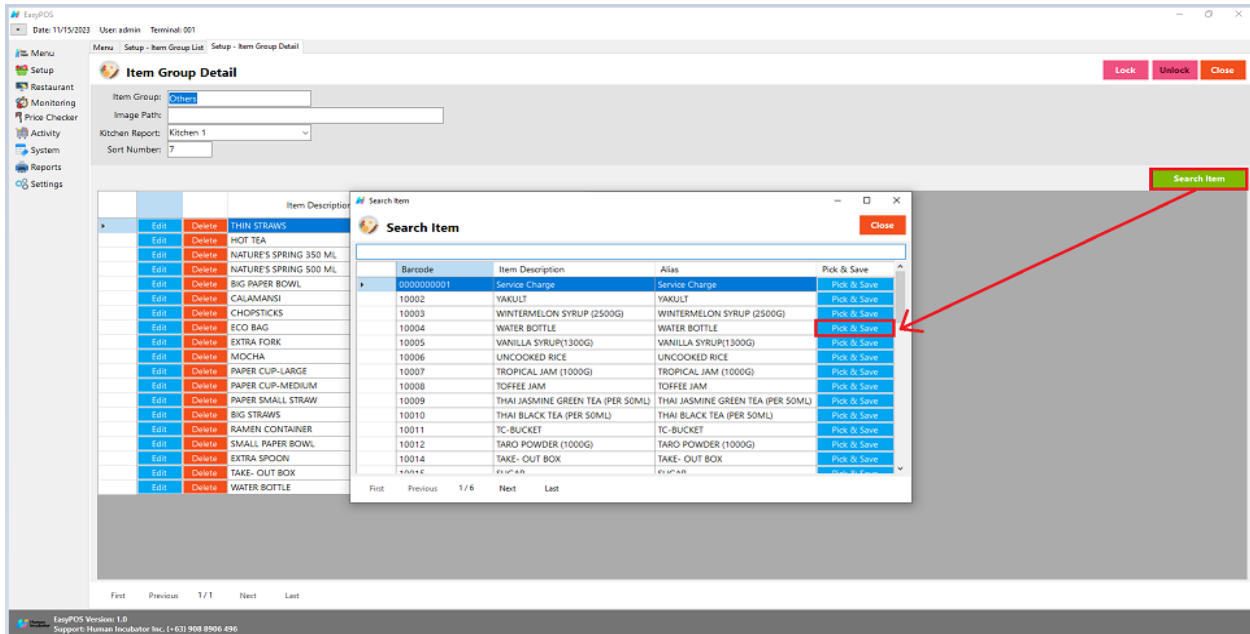 EasyPOS
Date: 11/15/2023 User: admin Terminal: 001
Menu
Setup
Restaurant
Monitoring
Price Checker
Activity
System
Reports
Settings
Menu Setup - Item Group List Setup - Item Group Detail
Item Group Detail
Lock Unlock Close
Item Group: Others
Image Path:
Kitchen Report: Kitchen 1
Sort Number: 7
Search Item
Item Description
Edit Delete THIN STRAWS
Edit Delete HOT TEA
Edit Delete NATURE'S SPRING 350 ML
Edit Delete NATURE'S SPRING 500 ML
Edit Delete BIG PAPER BOWL
Edit Delete CALAMANSI
Edit Delete CHOPSTICKS
Edit Delete ECO BAG
Edit Delete EXTRA FORK
Edit Delete MOCHA
Edit Delete PAPER CUP-LARGE
Edit Delete PAPER CUP-MEDIUM
Edit Delete PAPER SMALL STRAW
Edit Delete BIG STRAWS
Edit Delete RAMEN CONTAINER
Edit Delete SMALL PAPER BOWL
Edit Delete EXTRA SPOON
Edit Delete TAKE- OUT BOX
Edit Delete WATER BOTTLE
Search Item
Search Item
Close
Barcode Item Description Alias Pick & Save
0000000001 Service Charge Service Charge Pick & Save
10002 YAKULT YAKULT Pick & Save
10003 WINTERMELON SYRUP (2500G) WINTERMELON SYRUP (2500G) Pick & Save
10004 WATER BOTTLE WATER BOTTLE Pick & Save
10005 VANILLA SYRUP(1300G) VANILLA SYRUP(1300G) Pick & Save
10006 UNCOOKED RICE UNCOOKED RICE Pick & Save
10007 TROPICAL JAM (1000G) TROPICAL JAM (1000G) Pick & Save
10008 TOFFEE JAM TOFFEE JAM Pick & Save
10009 THAI JASMINE GREEN TEA (PER 50ML) THAI JASMINE GREEN TEA (PER 50ML) Pick & Save
10010 THAI BLACK TEA (PER 50ML) THAI BLACK TEA (PER 50ML) Pick & Save
10011 TC-BUCKET TC-BUCKET Pick & Save
10012 TARO POWDER (1000G) TARO POWDER (1000G) Pick & Save
10014 TAKE- OUT BOX TAKE- OUT BOX Pick & Save
10015 SUGAR SUGAR Pick & Save
First Previous 1 / 6 Next Last
First Previous 1 / 1 Next Last
Human Incubator
EasyPOS Version: 1.0
Support: Human Incubator Inc. (+63) 908 8906 496